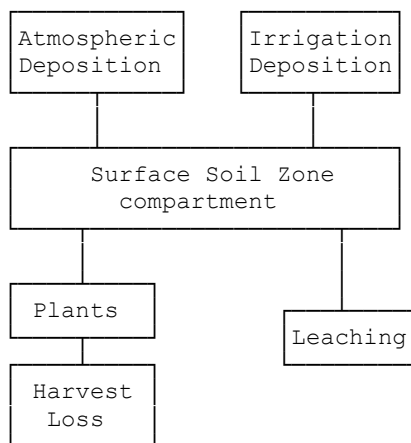 Atmospheric
Deposition
Irrigation
Deposition
Surface Soil Zone
compartment
Plants
Leaching
Harvest
Loss